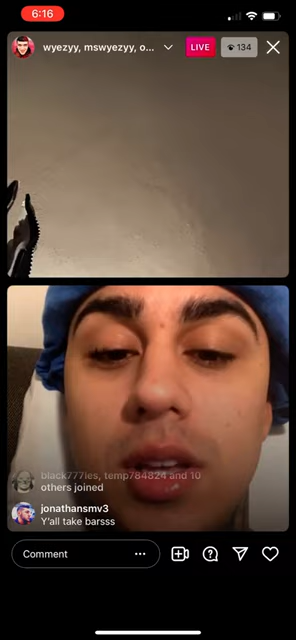 6:16
wyezyy, mswyezyy, o...
LIVE
134
black777ies, temp784824 and 10
others joined
jonathansmv3
Y'all take barsss
Comment